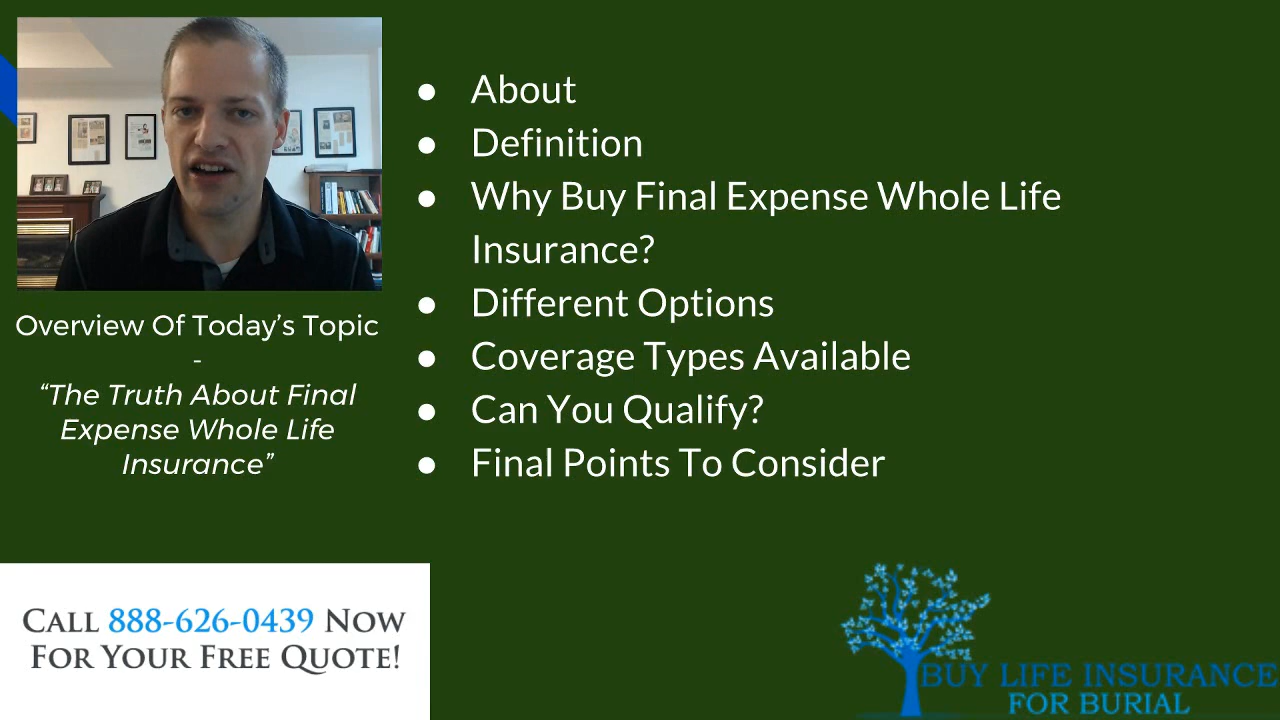 Overview Of Today's Topic
-
“The Truth About Final
Expense Whole Life
Insurance”
● About
● Definition
● Why Buy Final Expense Whole Life
Insurance?
● Different Options
● Coverage Types Available
● Can You Qualify?
● Final Points To Consider
CALL 888-626-0439 NOW
FOR YOUR FREE QUOTE!
BUY LIFE INSURANCE
FOR BURIAL